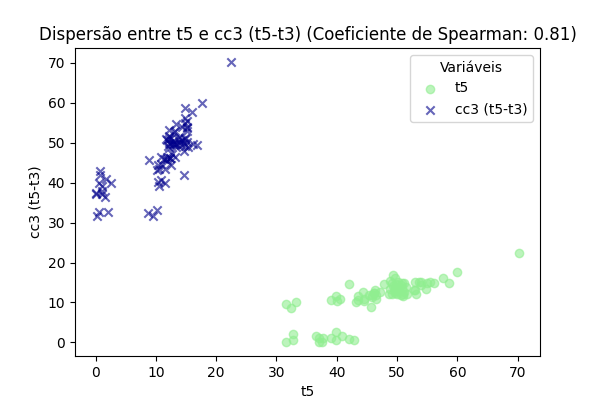 Dispersão entre t5 e cc3 (t5-t3) (Coeficiente de Spearman: 0.81)
Variáveis
t5
cc3 (t5-t3)
cc3 (t5-t3)
70
60
50
40
30
20
10
0
0 10 20 30 40 50 60 70
t5